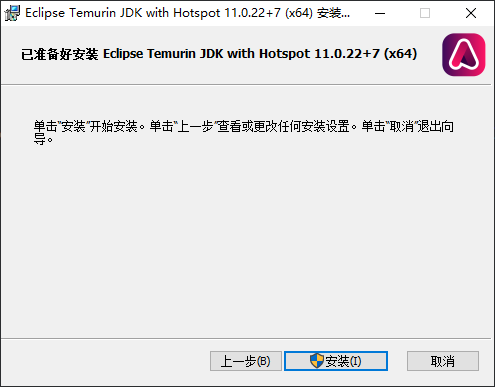 Eclipse Temurin JDK with Hotspot 11.0.22+7 (x64) 安装...
已准备好安装 Eclipse Temurin JDK with Hotspot 11.0.22+7 (x64)
单击"安装"开始安装。单击"上一步"查看或更改任何安装设置。单击"取消"退出向
导。
上一步(B) 安装(I) 取消